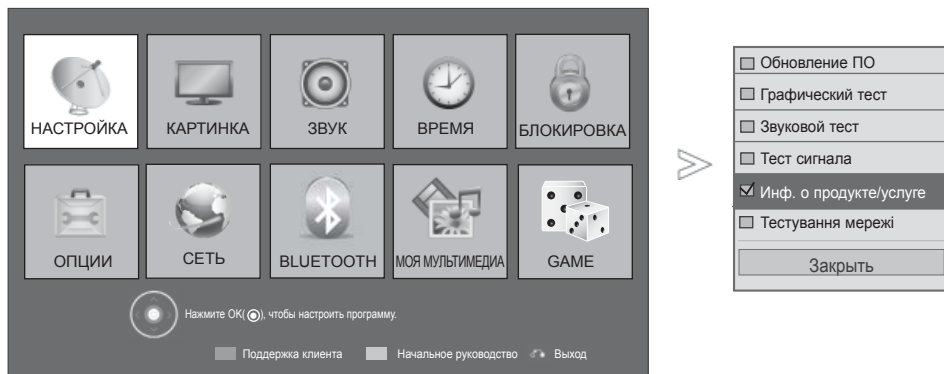 НАСТРОЙКА
КАРТИНКА
ЗВУК
ВРЕМЯ
БЛОКИРОВКА
ОПЦИИ
СЕТЬ
BLUETOOTH
МОЯ МУЛЬТИМЕДИА
GAME
Нажмите OK(◉), чтобы настроить программу.
Поддержка клиента Начальное руководство Выход
Обновление ПО
Графический тест
Звуковой тест
Тест сигнала
Инф. о продукте/услуге
Тестування мережі
Закрыть